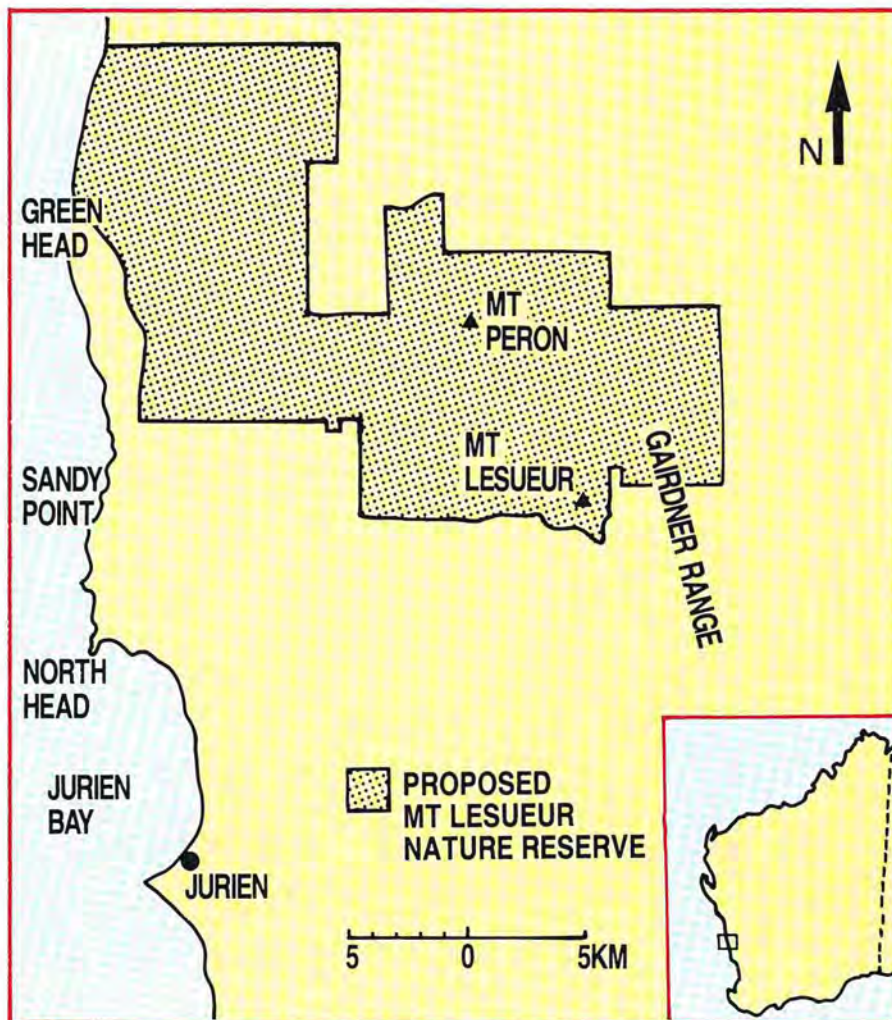 N
GREEN
HEAD
MT
PERON
MT
LESUEUR
GAIRDNER RANGE
SANDY
POINT
NORTH
HEAD
JURIEN
BAY
PROPOSED
MT LESUEUR
NATURE RESERVE
JURIEN
5 0 5KM